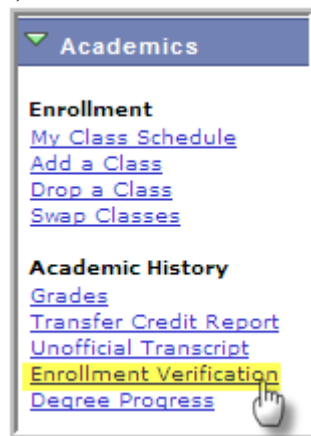 Academics
Enrollment
My Class Schedule
Add a Class
Drop a Class
Swap Classes
Academic History
Grades
Transfer Credit Report
Unofficial Transcript
Enrollment Verification
Degree Progress